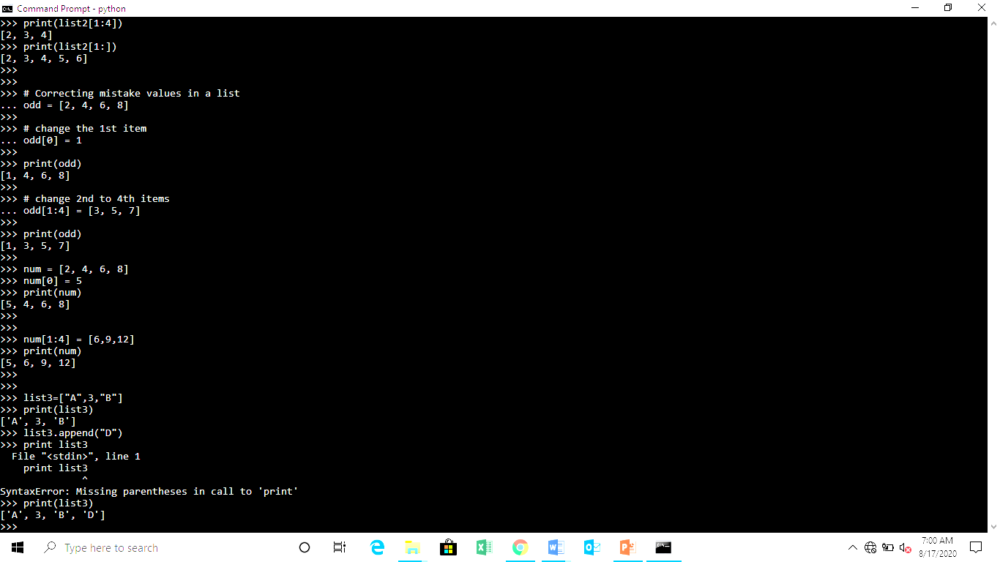 Command Prompt - python
>>> print(list2[1:4])
[2, 3, 4]
>>> print(list2[1:])
[2, 3, 4, 5, 6]
>>>
>>>
>>> # Correcting mistake values in a list
... odd = [2, 4, 6, 8]
>>>
>>> # change the 1st item
... odd[0] = 1
>>>
>>> print(odd)
[1, 4, 6, 8]
>>>
>>> # change 2nd to 4th items
... odd[1:4] = [3, 5, 7]
>>>
>>> print(odd)
[1, 3, 5, 7]
>>>
>>> num = [2, 4, 6, 8]
>>> num[0] = 5
>>> print(num)
[5, 4, 6, 8]
>>>
>>>
>>> num[1:4] = [6,9,12]
>>> print(num)
[5, 6, 9, 12]
>>>
>>>
>>> list3=["A",3,"B"]
>>> print(list3)
['A', 3, 'B']
>>> list3.append("D")
>>> print list3
  File "<stdin>", line 1
    print list3
              ^
SyntaxError: Missing parentheses in call to 'print'
>>> print(list3)
['A', 3, 'B', 'D']
>>>
Type here to search
7:00 AM
8/17/2020